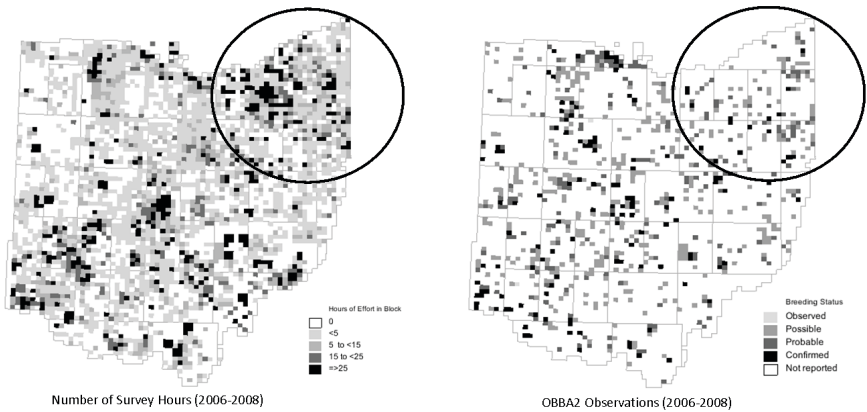 Hours of Effort in Block
0
<5
5 to <15
15 to <25
=>25
Number of Survey Hours (2006-2008)
Breeding Status
Observed
Possible
Probable
Confirmed
Not reported
OBBA2 Observations (2006-2008)